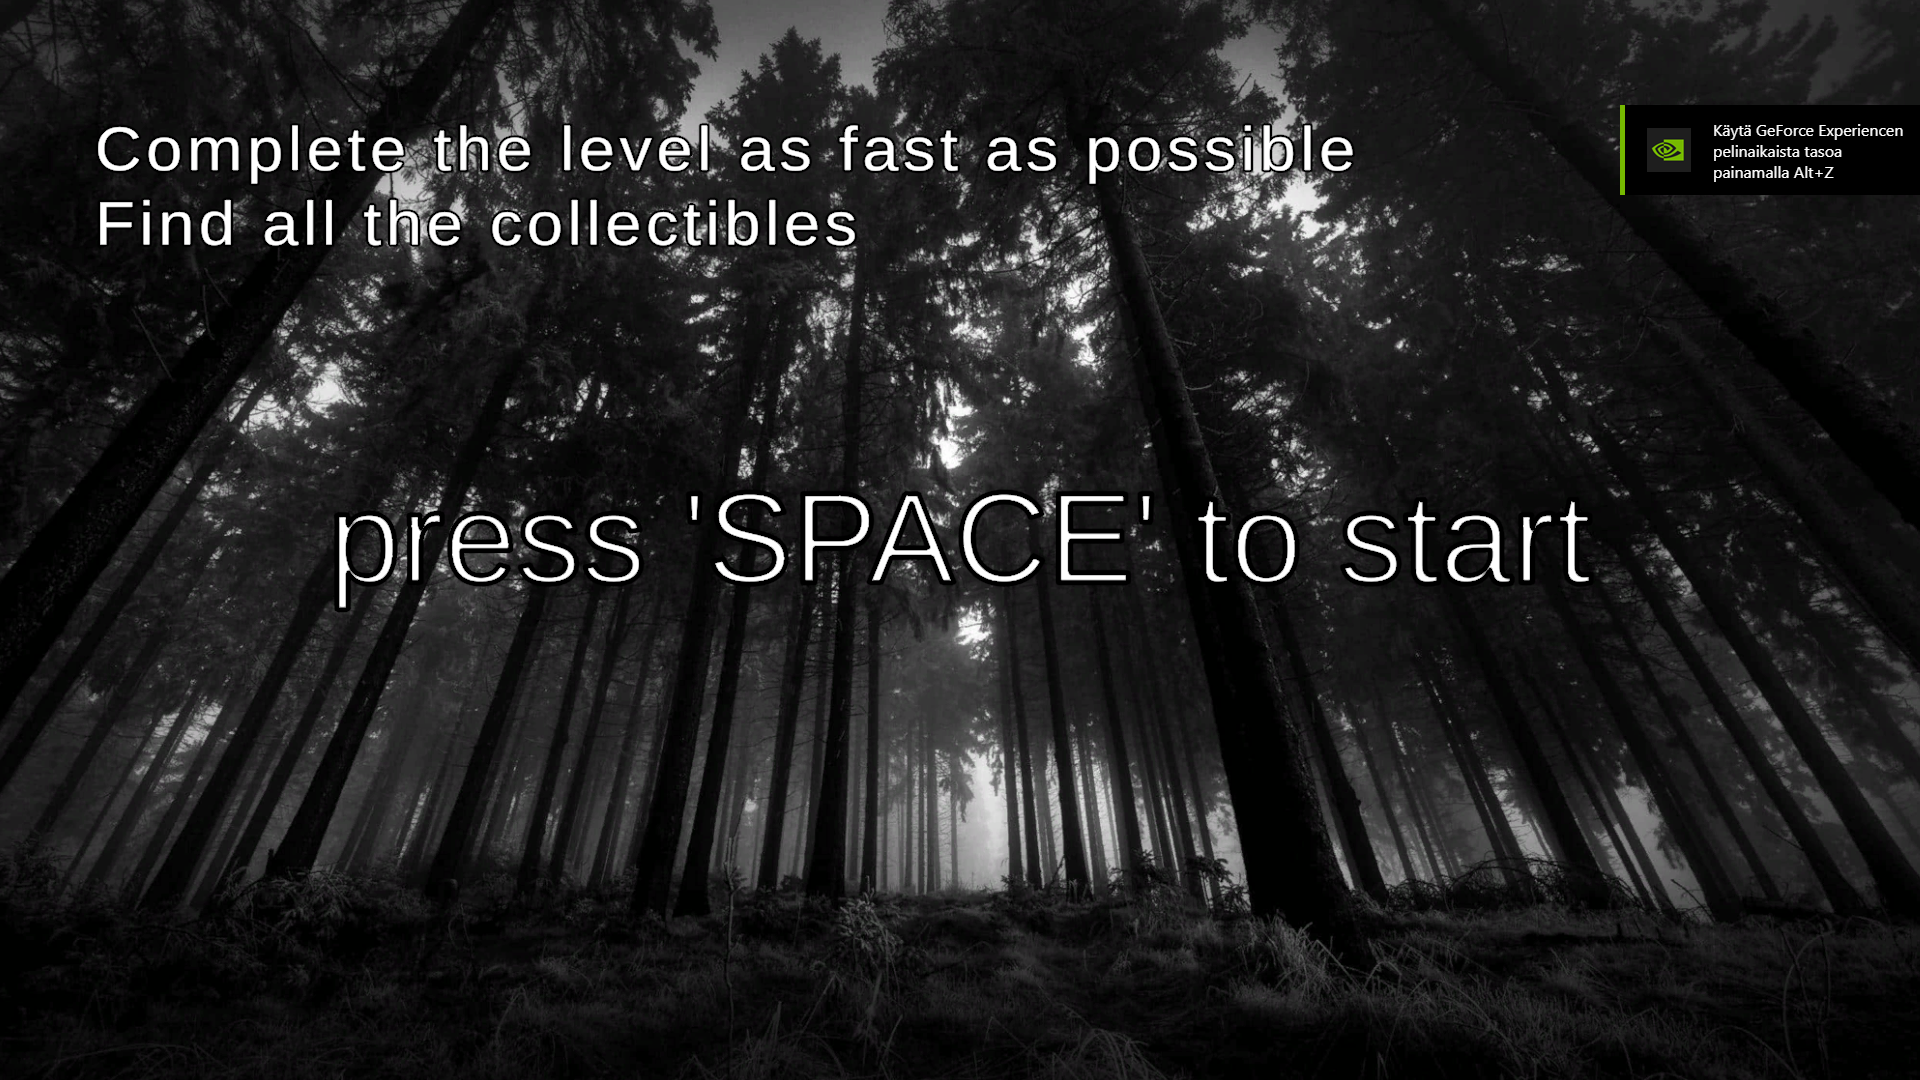 Complete the level as fast as possible
Find all the collectibles
Käytä GeForce Experiencen
pelinaikaista tasoa
painamalla Alt+Z
press 'SPACE' to start